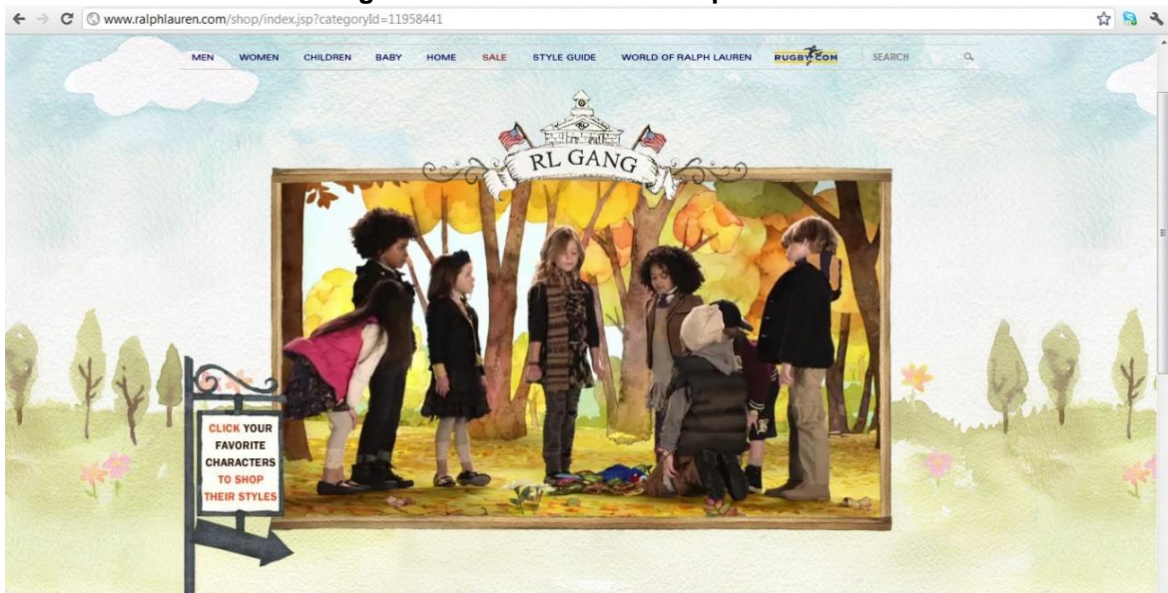 www.ralphlauren.com/shop/index.jsp?categoryId=11958441
MEN WOMEN CHILDREN BABY HOME SALE STYLE GUIDE WORLD OF RALPH LAUREN RUGBY.COM SEARCH
RL GANG
CLICK YOUR
FAVORITE
CHARACTERS
TO SHOP
THEIR STYLES